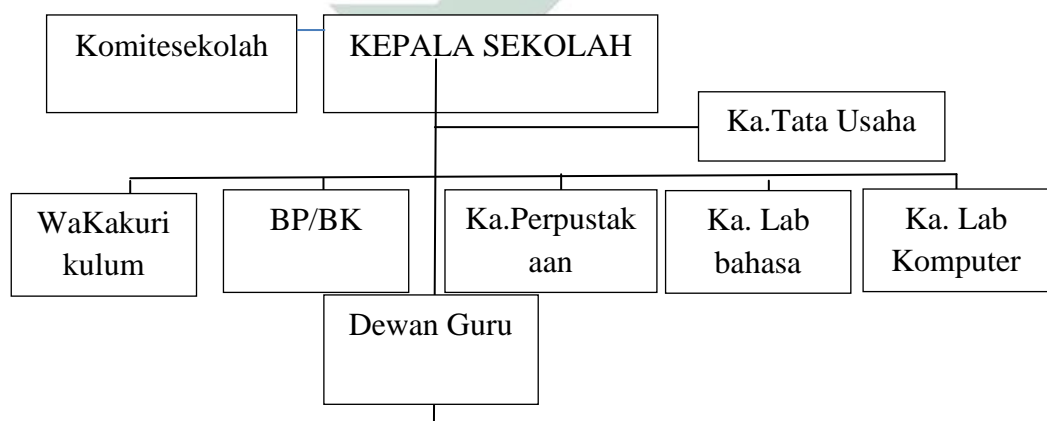 Komitesekolah
KEPALA SEKOLAH
Ka.Tata Usaha
WaKakuri
kulum
BP/BK
Ka.Perpustak
aan
Ka. Lab
bahasa
Ka. Lab
Komputer
Dewan Guru